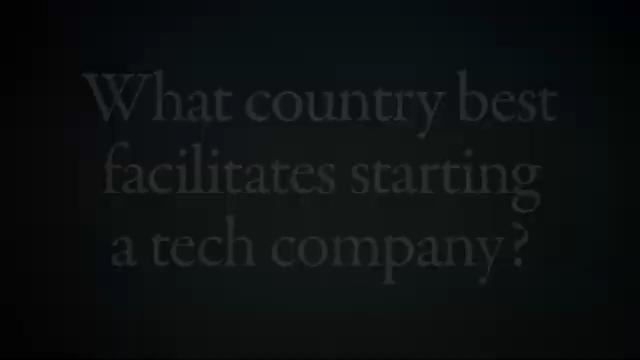 What country best
facilitates starting
a tech company?